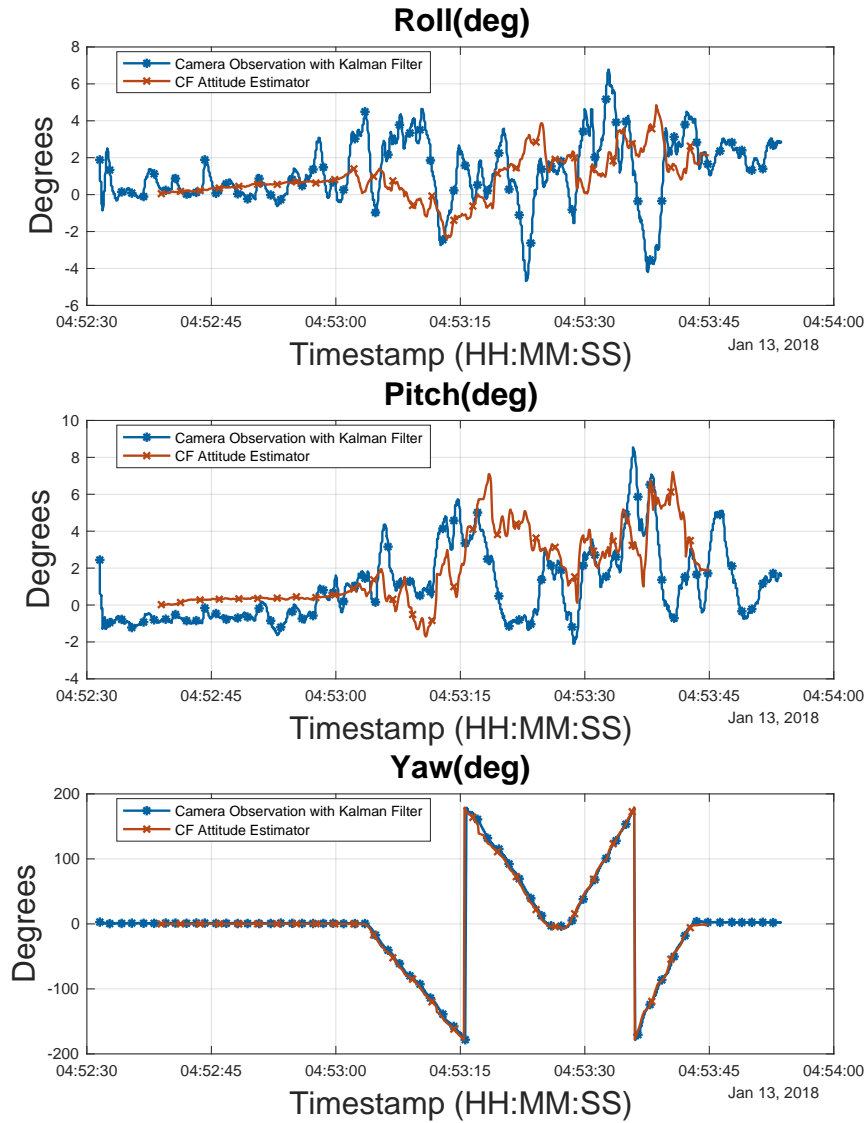 Roll(deg)
8
6
4
2
0
-2
-4
-6
Degrees
Camera Observation with Kalman Filter
CF Attitude Estimator
04:52:30 04:52:45 04:53:00 04:53:15 04:53:30 04:53:45 04:54:00
Timestamp (HH:MM:SS)
Jan 13, 2018
Pitch(deg)
10
8
6
4
2
0
-2
-4
Degrees
Camera Observation with Kalman Filter
CF Attitude Estimator
04:52:30 04:52:45 04:53:00 04:53:15 04:53:30 04:53:45 04:54:00
Timestamp (HH:MM:SS)
Jan 13, 2018
Yaw(deg)
200
100
0
-100
-200
Degrees
Camera Observation with Kalman Filter
CF Attitude Estimator
04:52:30 04:52:45 04:53:00 04:53:15 04:53:30 04:53:45 04:54:00
Timestamp (HH:MM:SS)
Jan 13, 2018